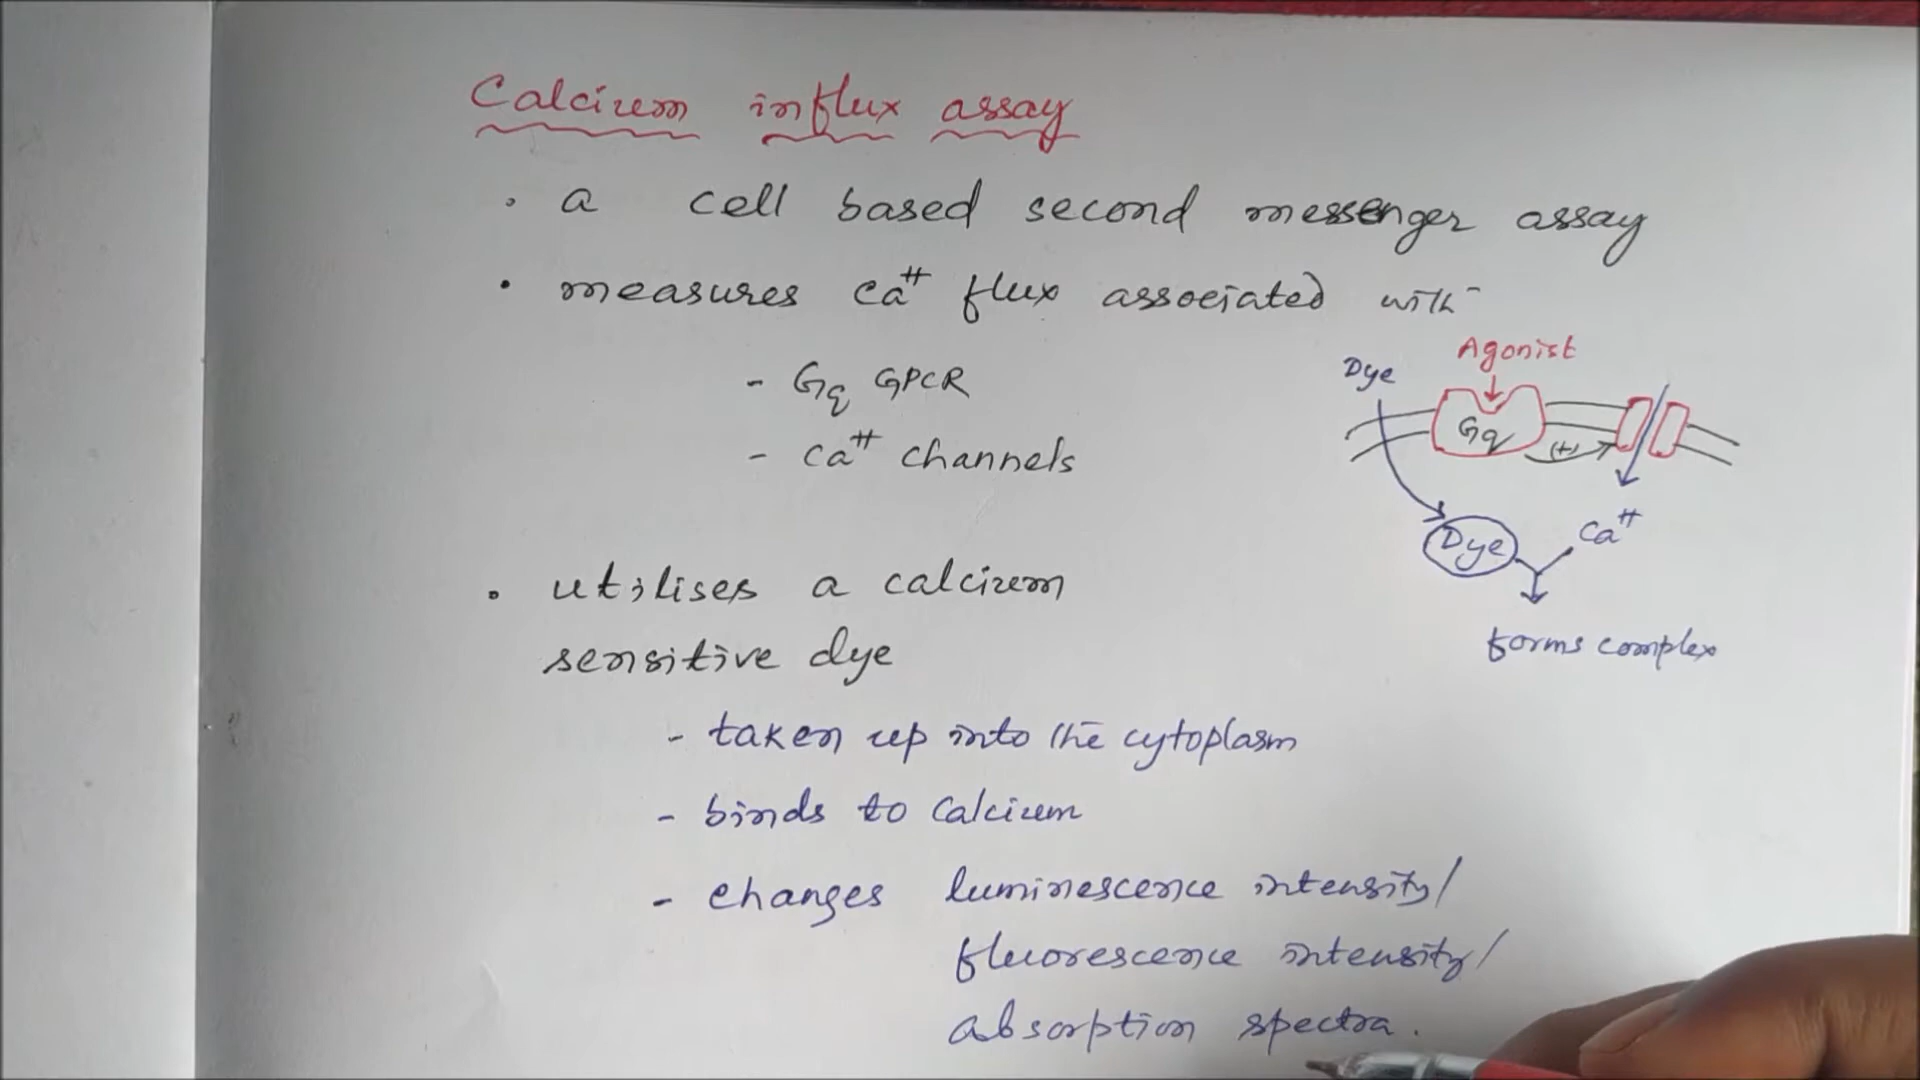 Calcium influx assay
· a cell based second messenger assay
· measures Ca⁺⁺ flux associated with
- Gq GPCR
- Ca⁺⁺ channels
Agonist
Dye
Gq
(+)
Dye
Ca⁺⁺
forms complex
· utilises a calcium
sensitive dye
- taken up into the cytoplasm
- binds to calcium
- changes luminescence intensity/
fluorescence intensity/
absorption spectra.